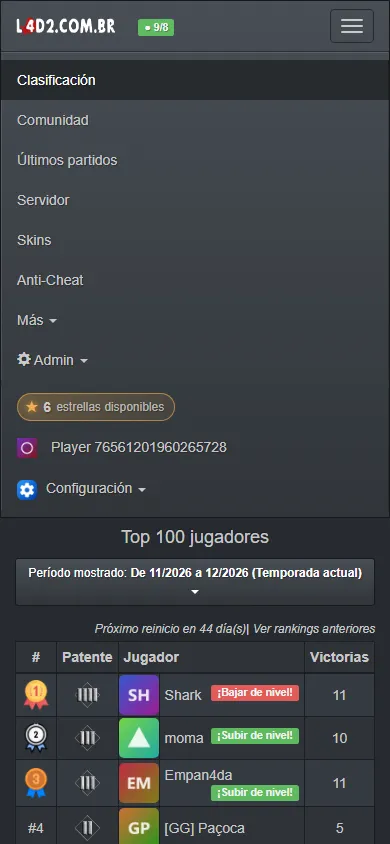 L4D2.COM.BR
● 9/8
Clasificación
Comunidad
Últimos partidos
Servidor
Skins
Anti-Cheat
Más
Admin
6 estrellas disponibles
Player 76561201960265728
Configuración
Top 100 jugadores
Período mostrado: De 11/2026 a 12/2026 (Temporada actual)
Próximo reinicio en 44 día(s)| Ver rankings anteriores
# Patente Jugador Victorias
1 SH Shark ¡Bajar de nivel! 11
2 moma ¡Subir de nivel! 10
3 EM Empan4da ¡Subir de nivel! 11
#4 GP [GG] Paçoca 5